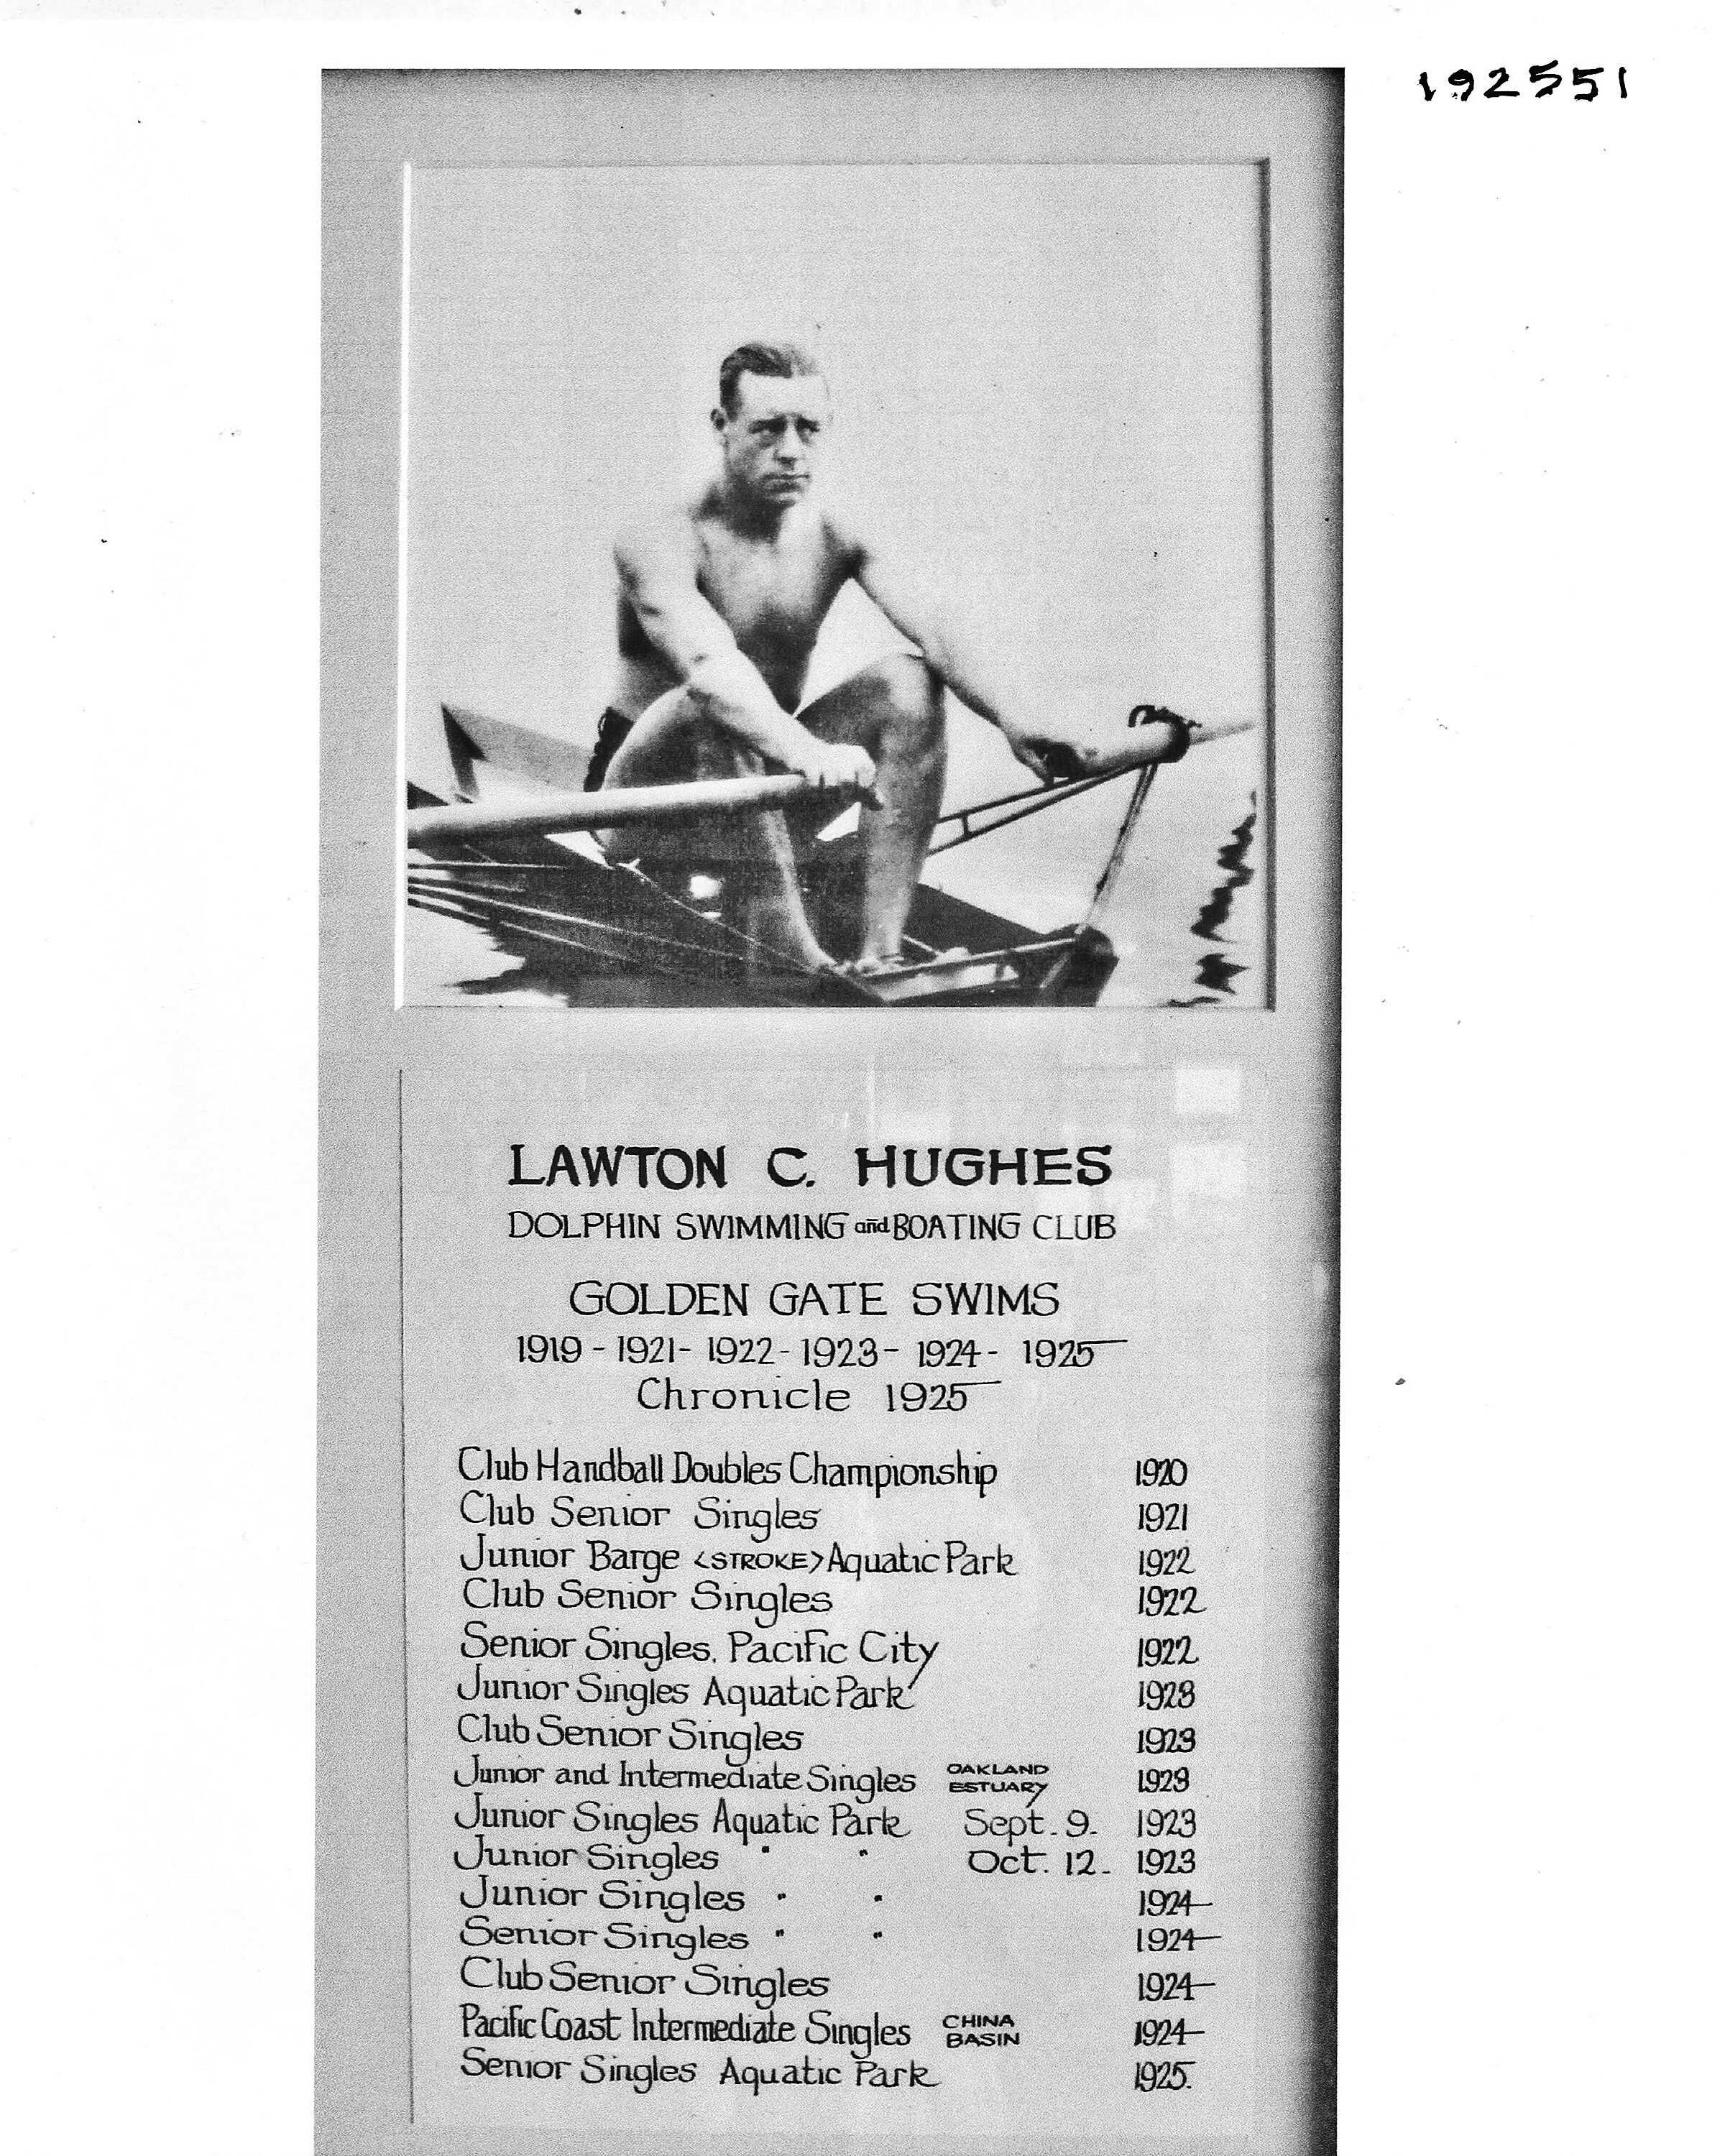 192551
LAWTON C. HUGHES
DOLPHIN SWIMMING and BOATING CLUB
GOLDEN GATE SWIMS
1919 - 1921 - 1922 - 1923 - 1924 - 1925
Chronicle 1925
Club Handball Doubles Championship 1920
Club Senior Singles 1921
Junior Barge <STROKE> Aquatic Park 1922
Club Senior Singles 1922
Senior Singles, Pacific City 1922
Junior Singles Aquatic Park 1923
Club Senior Singles 1923
Junior and Intermediate Singles OAKLAND ESTUARY 1923
Junior Singles Aquatic Park Sept. 9. 1923
Junior Singles " " Oct. 12. 1923
Junior Singles " " 1924
Senior Singles " " 1924
Club Senior Singles 1924
Pacific Coast Intermediate Singles CHINA BASIN 1924
Senior Singles Aquatic Park 1925.